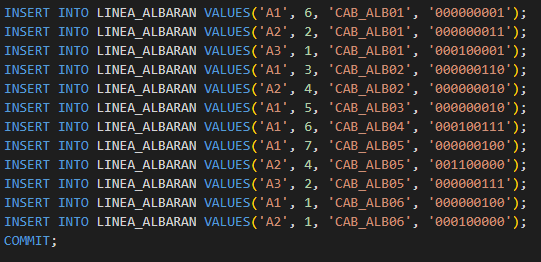 INSERT INTO LINEA_ALBARAN VALUES('A1', 6, 'CAB_ALB01', '000000001');
INSERT INTO LINEA_ALBARAN VALUES('A2', 2, 'CAB_ALB01', '000000011');
INSERT INTO LINEA_ALBARAN VALUES('A3', 1, 'CAB_ALB01', '000100001');
INSERT INTO LINEA_ALBARAN VALUES('A1', 3, 'CAB_ALB02', '000000110');
INSERT INTO LINEA_ALBARAN VALUES('A2', 4, 'CAB_ALB02', '000000010');
INSERT INTO LINEA_ALBARAN VALUES('A1', 5, 'CAB_ALB03', '000000010');
INSERT INTO LINEA_ALBARAN VALUES('A1', 6, 'CAB_ALB04', '000100111');
INSERT INTO LINEA_ALBARAN VALUES('A1', 7, 'CAB_ALB05', '000000100');
INSERT INTO LINEA_ALBARAN VALUES('A2', 4, 'CAB_ALB05', '001100000');
INSERT INTO LINEA_ALBARAN VALUES('A3', 2, 'CAB_ALB05', '000000111');
INSERT INTO LINEA_ALBARAN VALUES('A1', 1, 'CAB_ALB06', '000000100');
INSERT INTO LINEA_ALBARAN VALUES('A2', 1, 'CAB_ALB06', '000100000');
COMMIT;